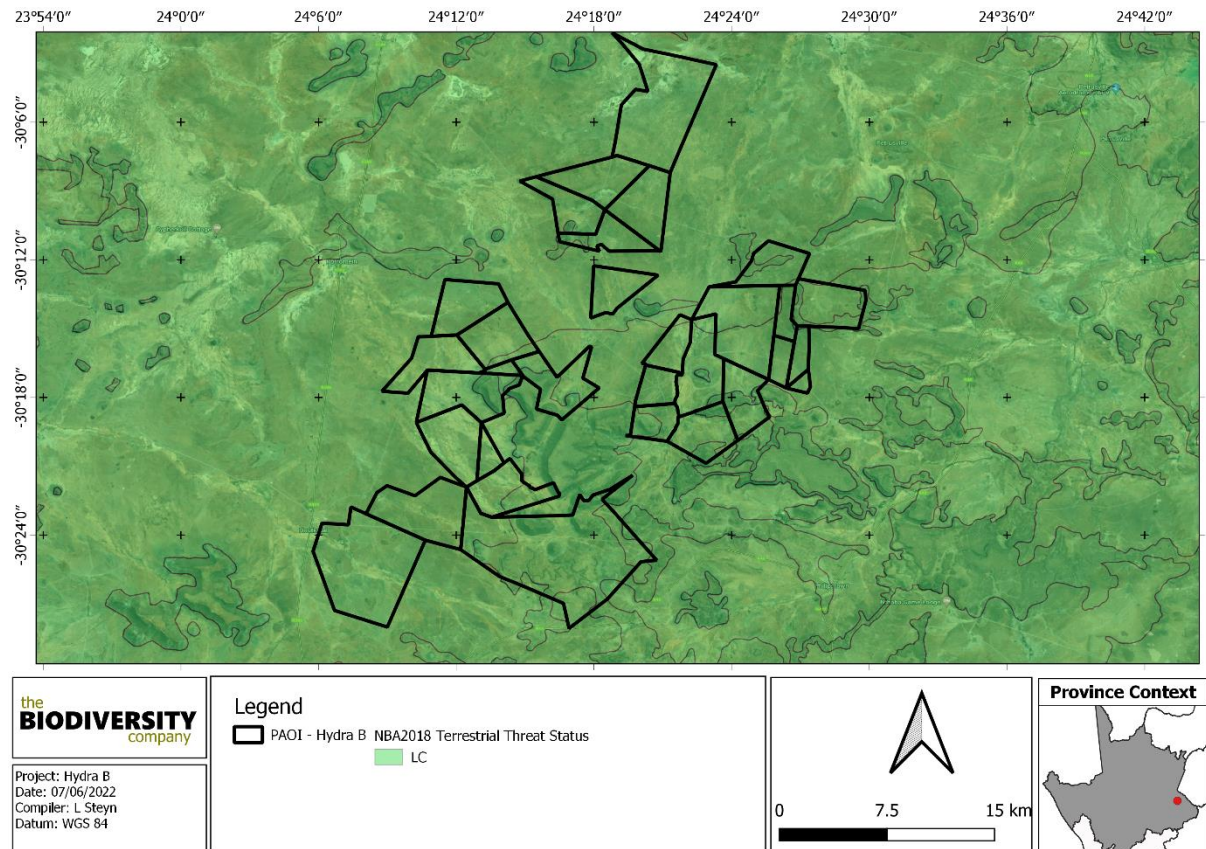 23°54'0" 24°0'0" 24°6'0" 24°12'0" 24°18'0" 24°24'0" 24°30'0" 24°36'0" 24°42'0"
-30°6'0"
-30°12'0"
-30°18'0"
-30°24'0"
the
BIODIVERSITY
company
Project: Hydra B
Date: 07/06/2022
Compiler: L Steyn
Datum: WGS 84
Legend
PAOI - Hydra B NBA2018 Terrestrial Threat Status
LC
0 7.5 15 km
Province Context